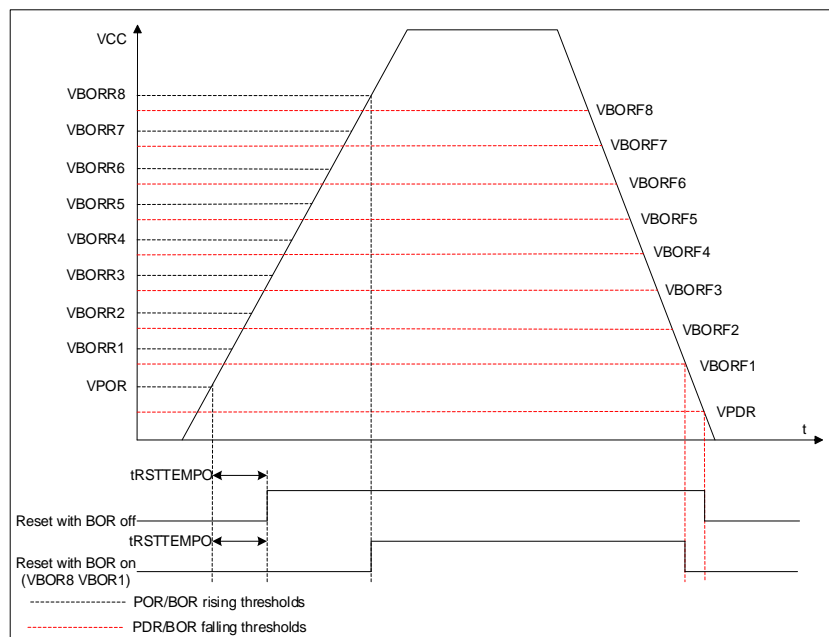 VCC
VBORR8
VBORF8
VBORR7
VBORF7
VBORR6
VBORF6
VBORR5
VBORF5
VBORR4
VBORF4
VBORR3
VBORF3
VBORR2
VBORF2
VBORR1
VBORF1
VPOR
VPDR
t
tRSTTEMPO
Reset with BOR off
tRSTTEMPO
Reset with BOR on
(VBOR8 VBOR1)
POR/BOR rising thresholds
PDR/BOR falling thresholds